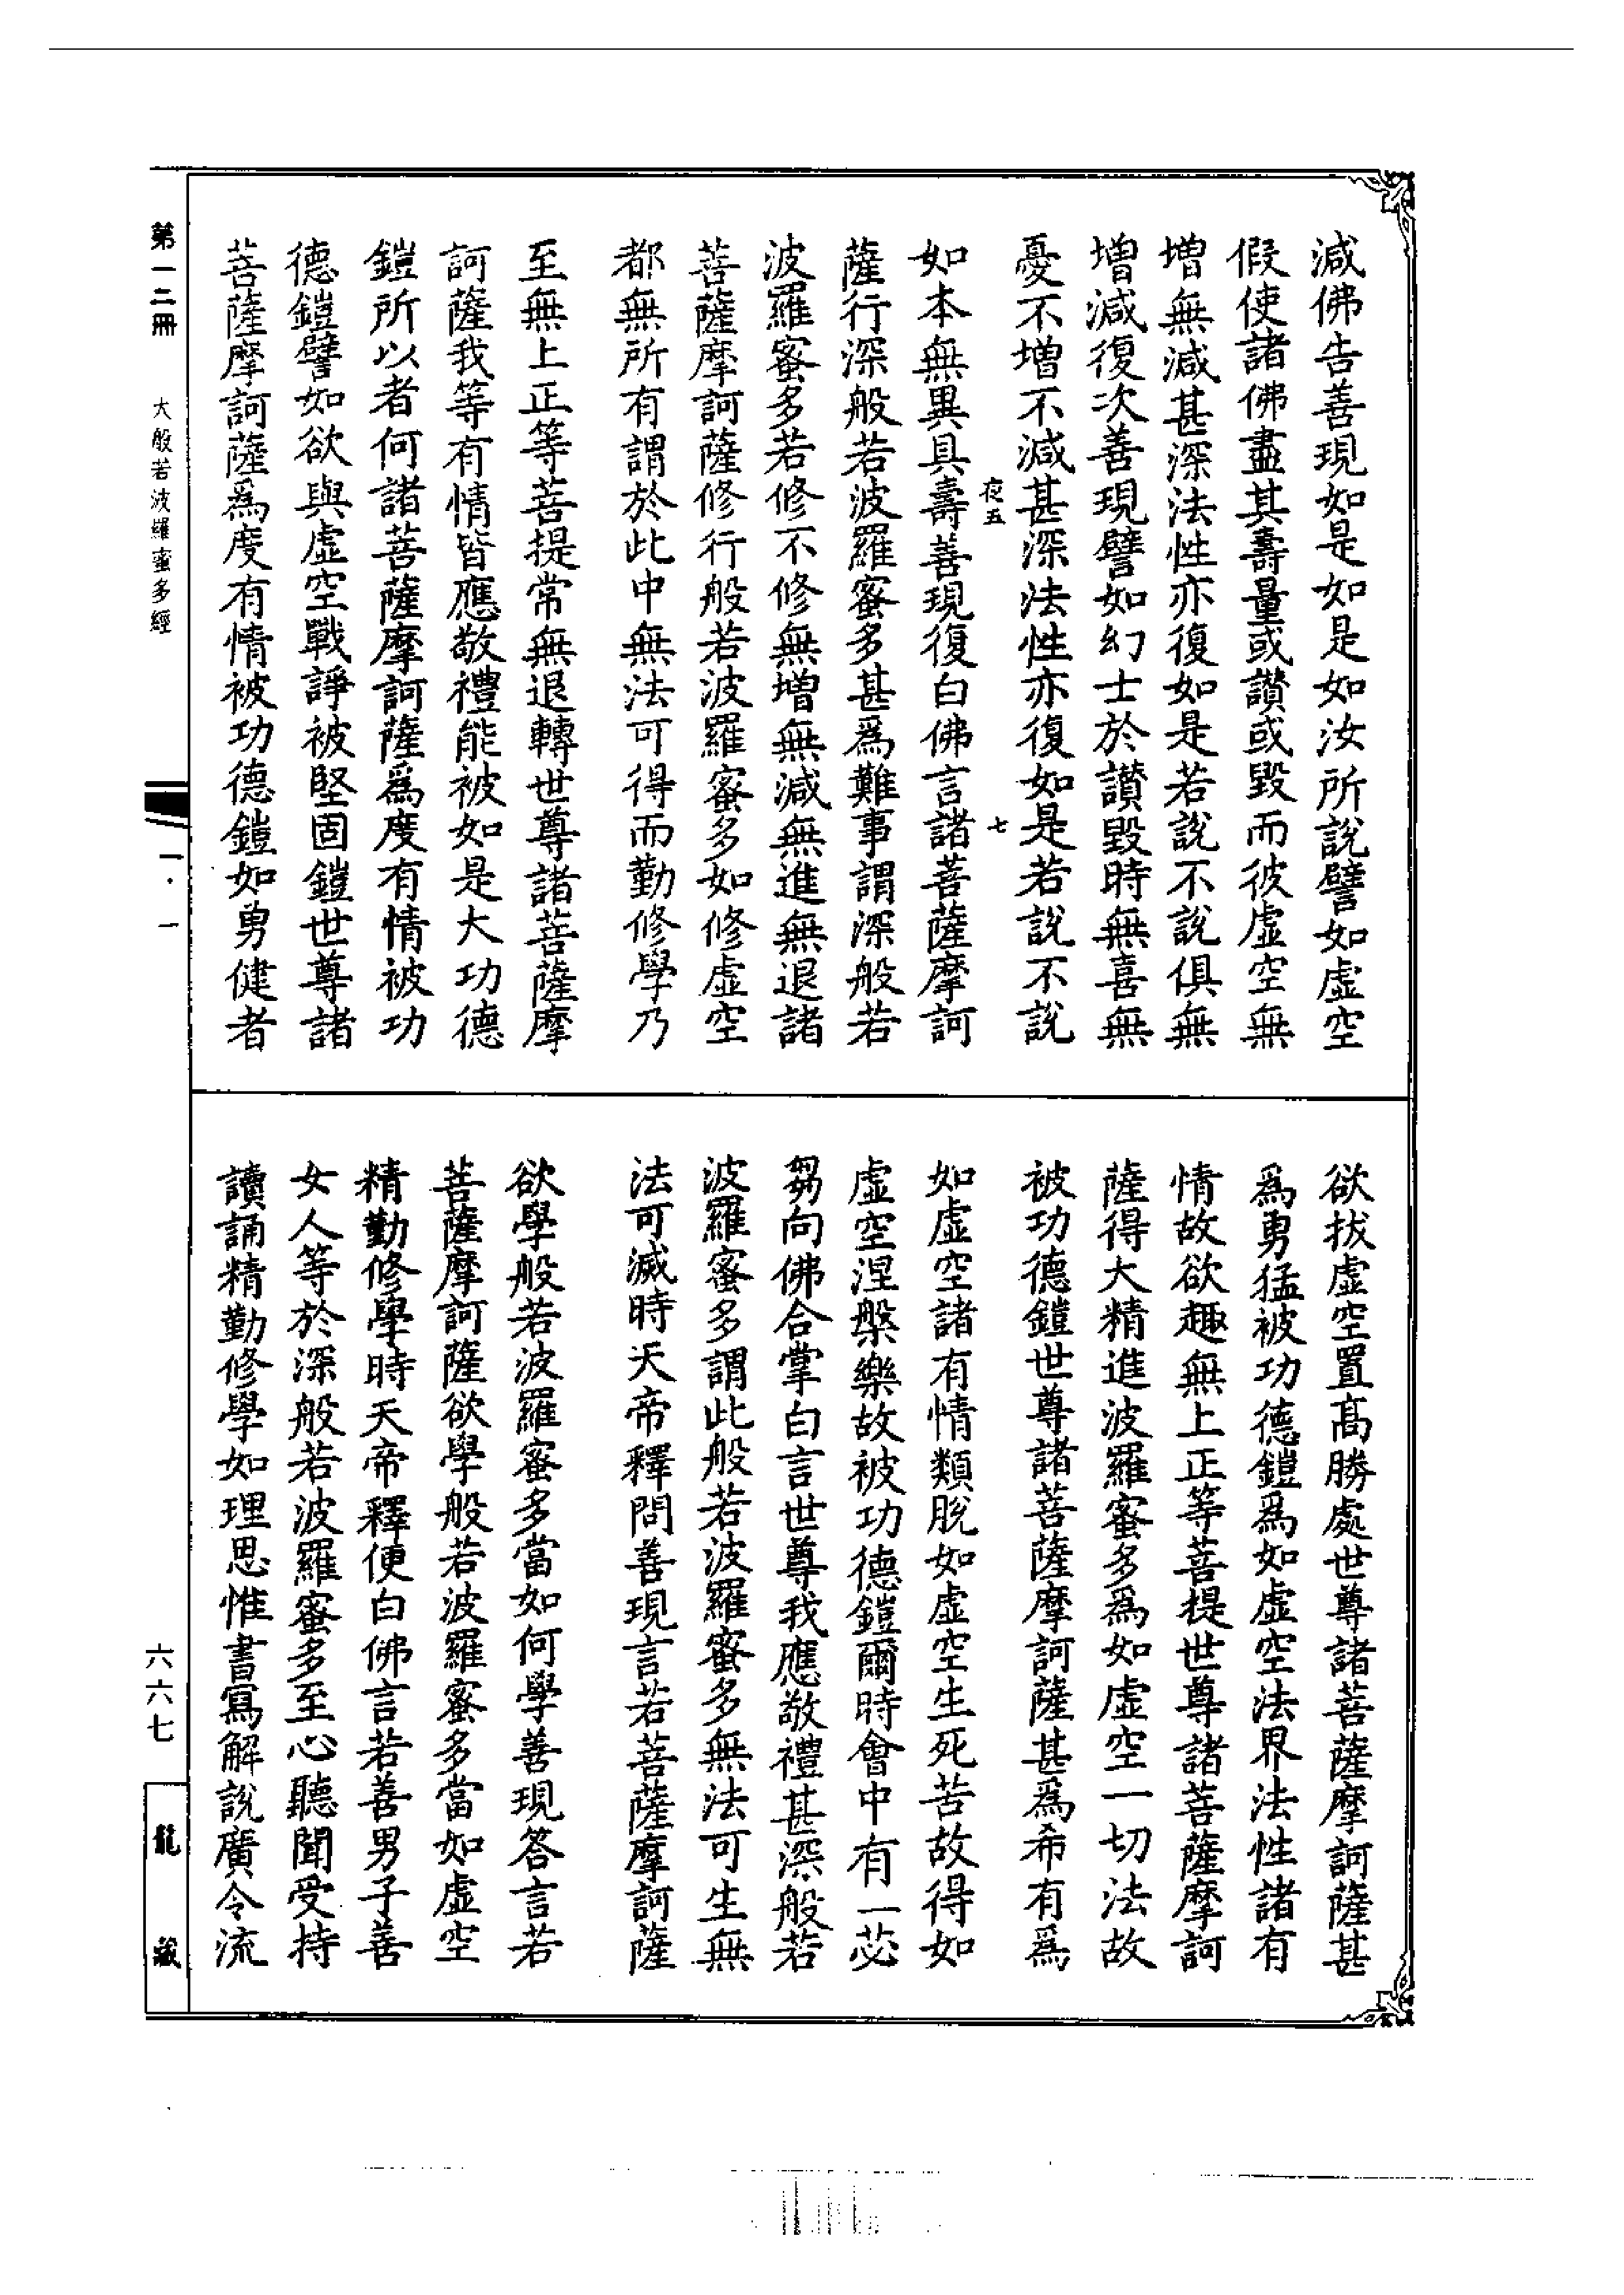 減佛告善現如是如是如汝所說譬如虛空
假使諸佛盡其壽量或讚或毀而彼虛空無
增無減甚深法性亦復如是若說不說俱無
增減復次善現譬如幻士於讚毀時無喜無
憂不增不減甚深法性亦復如是若說不說
夜五
七
如本無異具壽善現復白佛言諸菩薩摩訶
薩行深般若波羅蜜多甚爲難事謂深般若
波羅蜜多若修不修無增無減無進無退諸
菩薩摩訶薩修行般若波羅蜜多如修虛空
都無所有謂於此中無法可得而勤修學乃
至無上正等菩提常無退轉世尊諸菩薩摩
訶薩我等有情皆應敬禮能被如是大功德
鎧所以者何諸菩薩摩訶薩爲度有情被功
德鎧譬如欲與虛空戰諍被堅固鎧世尊諸
菩薩摩訶薩爲度有情被功德鎧如勇健者
欲拔虛空置高勝處世尊諸菩薩摩訶薩甚
爲勇猛被功德鎧爲如虛空法界法性諸有
情故欲趣無上正等菩提世尊諸菩薩摩訶
薩得大精進波羅蜜多爲如虛空一切法故
被功德鎧世尊諸菩薩摩訶薩甚爲希有爲
如虛空諸有情類脫如虛空生死苦故得如
虛空涅槃樂故被功德鎧爾時會中有一苾
芻向佛合掌白言世尊我應敬禮甚深般若
波羅蜜多謂此般若波羅蜜多無法可生無
法可滅時天帝釋問善現言若菩薩摩訶薩
欲學般若波羅蜜多當如何學善現答言若
菩薩摩訶薩欲學般若波羅蜜多當如虛空
精勤修學時天帝釋便白佛言若善男子善
女人等於深般若波羅蜜多至心聽聞受持
讀誦精勤修學如理思惟書寫解說廣令流
第一二冊
大般若波羅蜜多經
一·一
六六七
龍藏